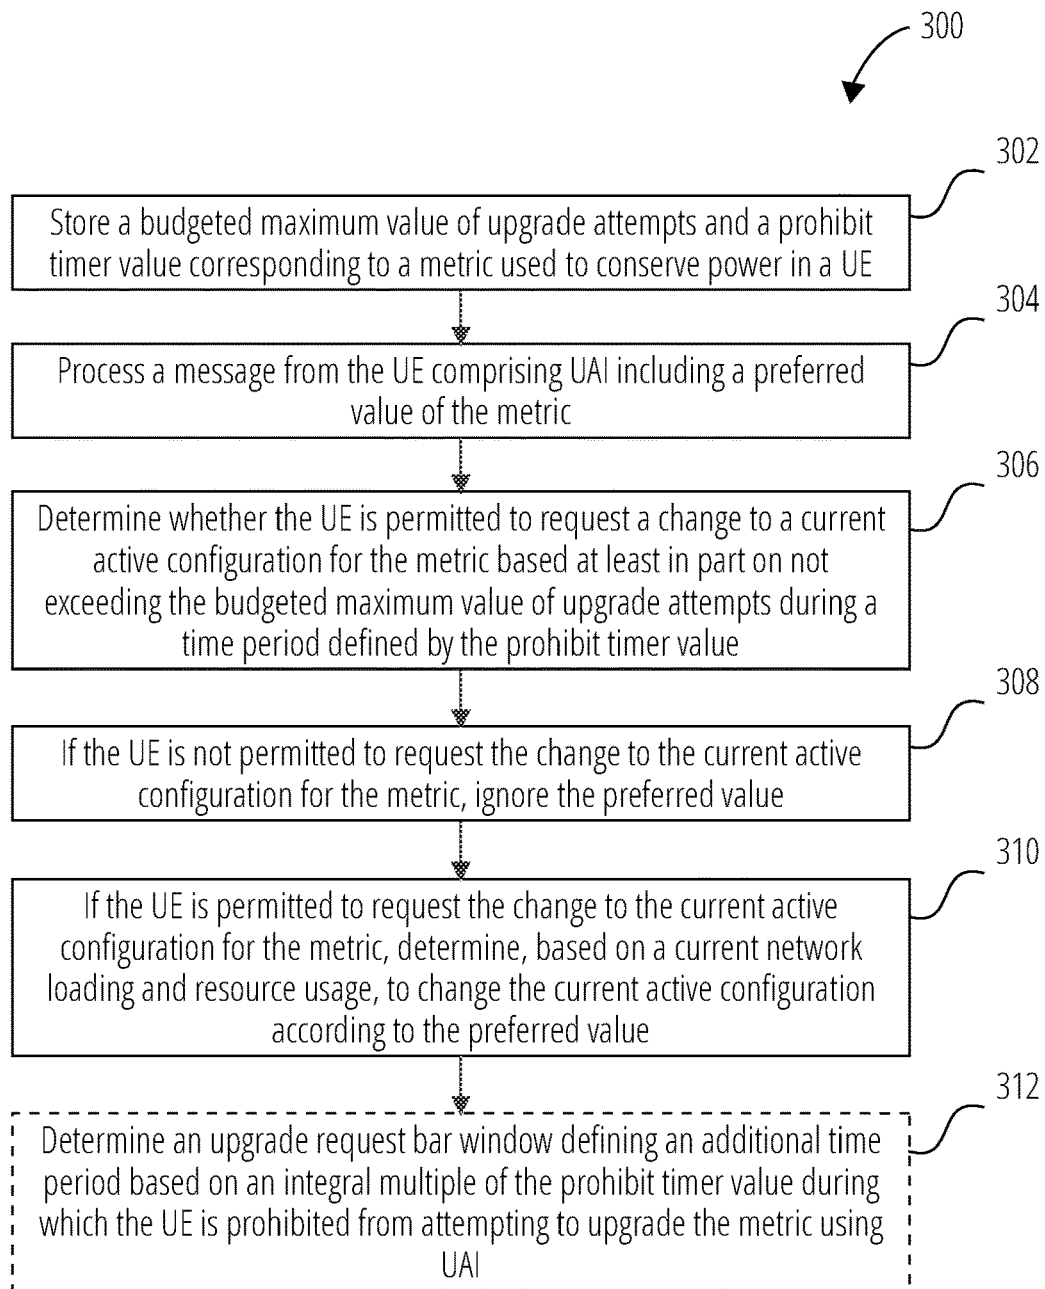 300
302
Store a budgeted maximum value of upgrade attempts and a prohibit
timer value corresponding to a metric used to conserve power in a UE
304
Process a message from the UE comprising UAI including a preferred
value of the metric
306
Determine whether the UE is permitted to request a change to a current
active configuration for the metric based at least in part on not
exceeding the budgeted maximum value of upgrade attempts during a
time period defined by the prohibit timer value
308
If the UE is not permitted to request the change to the current active
configuration for the metric, ignore the preferred value
310
If the UE is permitted to request the change to the current active
configuration for the metric, determine, based on a current network
loading and resource usage, to change the current active configuration
according to the preferred value
312
Determine an upgrade request bar window defining an additional time
period based on an integral multiple of the prohibit timer value during
which the UE is prohibited from attempting to upgrade the metric using
UAI